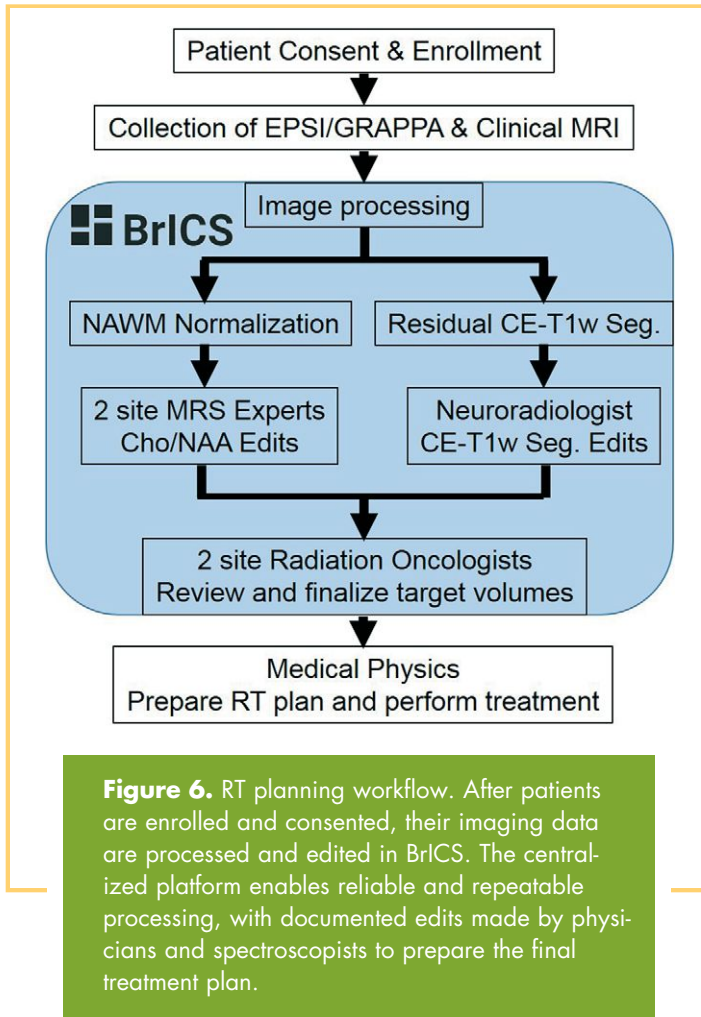 Patient Consent & Enrollment
Collection of EPSI/GRAPPA & Clinical MRI
Image processing
BrICS
NAWM Normalization
Residual CE-T1w Seg.
2 site MRS Experts
Cho/NAA Edits
Neuroradiologist
CE-T1w Seg. Edits
2 site Radiation Oncologists
Review and finalize target volumes
Medical Physics
Prepare RT plan and perform treatment
Figure 6. RT planning workflow. After patients
are enrolled and consented, their imaging data
are processed and edited in BrICS. The central-
ized platform enables reliable and repeatable
processing, with documented edits made by physi-
cians and spectroscopists to prepare the final
treatment plan.